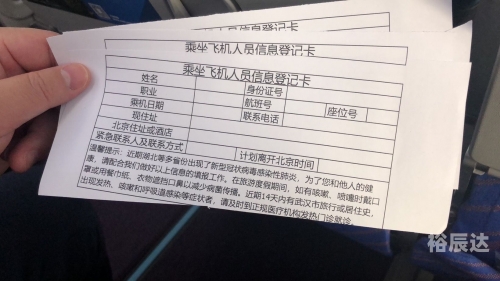 乘坐飞机人员信息登记卡
乘坐飞机人员信息登记卡
姓名 身份证号
职业 航班号 座位号
乘机日期 联系电话
现住址
北京住址或酒店
紧急联系人及联系方式 计划离开北京时间
温馨提示：近期湖北等多省份出现了新型冠状病毒感染性肺炎，为了您和他人的健
康，请配合我们做好以上信息的填报工作。在旅游度假期间，如有咳嗽、喷嚏时戴口
罩或用餐巾纸、衣物遮挡口鼻以减少病菌传播。近期14天内有武汉市旅行或居住史，
出现发热、咳嗽和呼吸道感染等症状者，请及时到正规医疗机构发热门诊就诊。
裕辰达